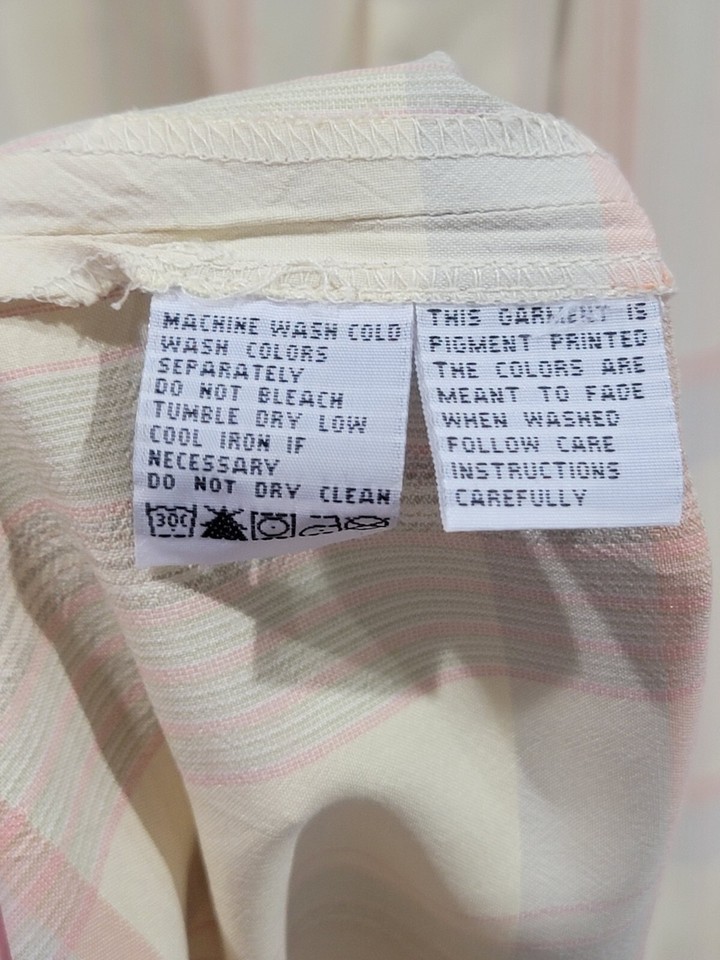 MACHINE WASH COLD
WASH COLORS
SEPARATELY
DO NOT BLEACH
TUMBLE DRY LOW
COOL IRON IF
NECESSARY
DO NOT DRY CLEAN
30C
THIS GARMENT IS
PIGMENT PRINTED
THE COLORS ARE
MEANT TO FADE
WHEN WASHED
FOLLOW CARE
INSTRUCTIONS
CAREFULLY